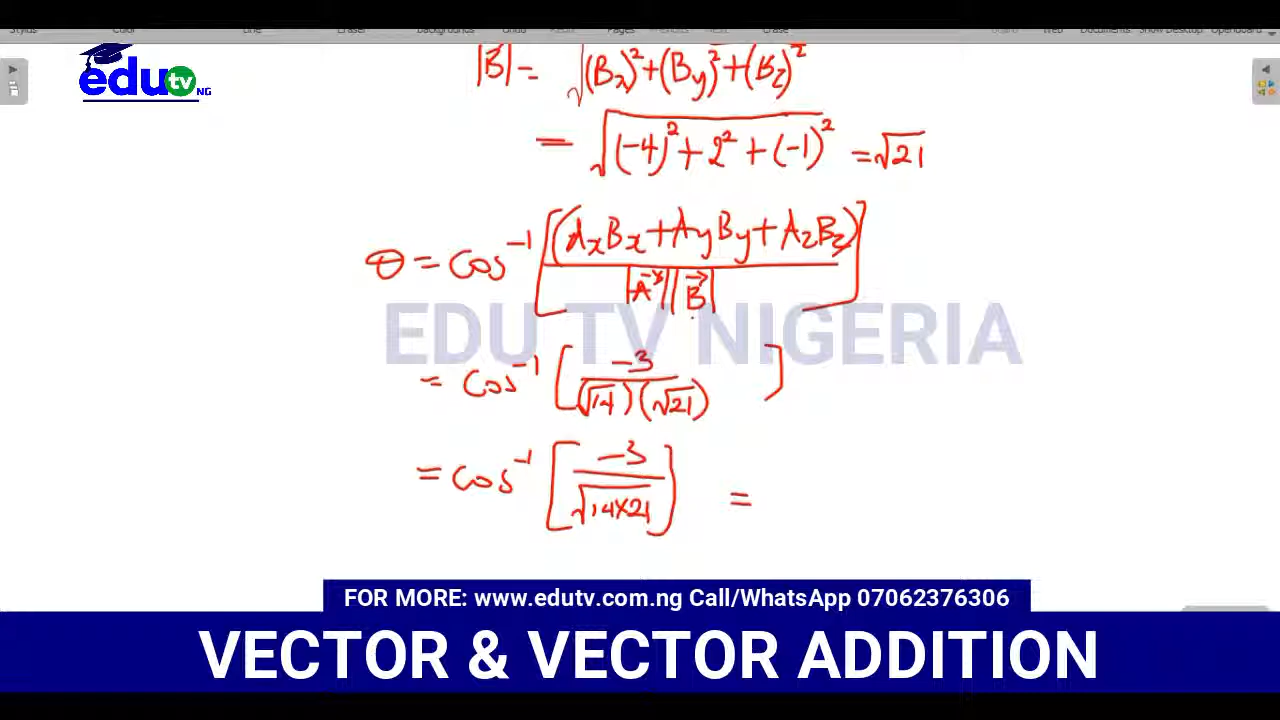 edutv NG
|B⃗| = √(Bx)²+(By)²+(Bz)²
= √(-4)²+2²+(-1)² = √21
θ = cos⁻¹[(AxBx+AyBy+AzBz)/|A⃗||B⃗|]
EDU TV NIGERIA
= cos⁻¹[-3/(√14)(√21)]
= cos⁻¹[-3/√14×21] =
FOR MORE: www.edutv.com.ng Call/WhatsApp 07062376306
VECTOR & VECTOR ADDITION